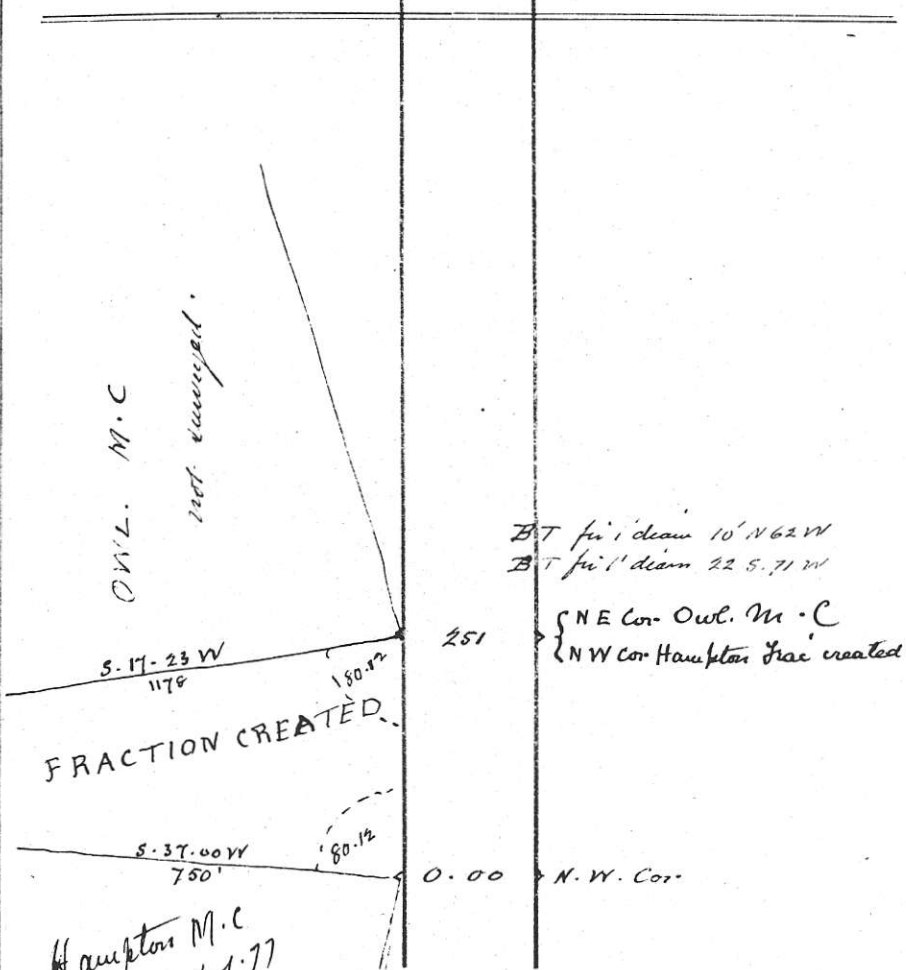 OWL. M.C
not surveyed.
BT fir 1' diam 10' N 62 W
BT fir 1' diam 22 S. 71 W
251
{ NE Cor. Owl. M.C
{ NW Cor Hampton Frac created
S. 17-23 W
1178
80.12
FRACTION CREATED
S. 37.00 W
750'
80.12
0.00
N. W. Cor.
Hampton M.C